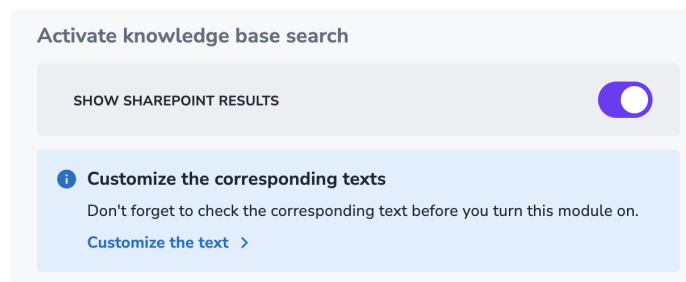 Activate knowledge base search
SHOW SHAREPOINT RESULTS
Customize the corresponding texts
Don't forget to check the corresponding text before you turn this module on.
Customize the text